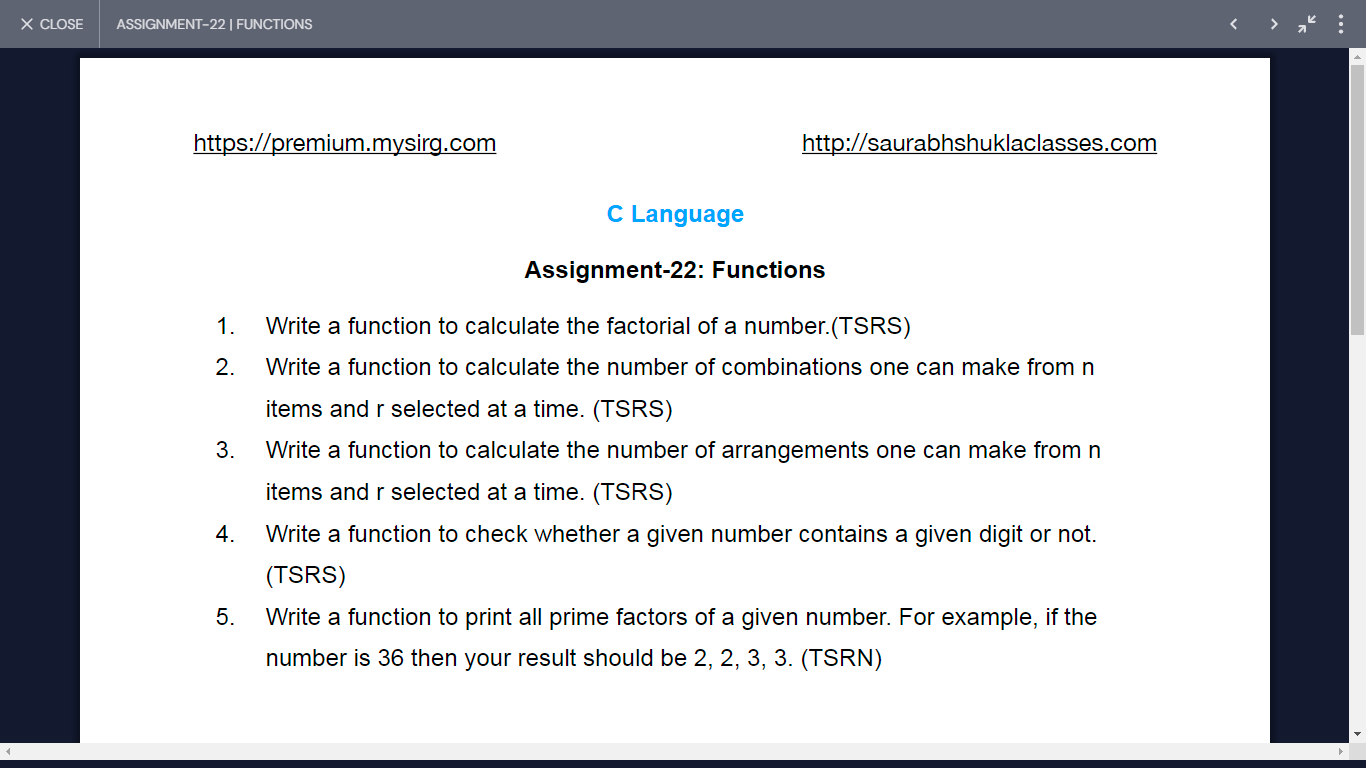 CLOSE ASSIGNMENT-22 | FUNCTIONS
https://premium.mysirg.com http://saurabhshuklaclasses.com
C Language
Assignment-22: Functions
1. Write a function to calculate the factorial of a number.(TSRS)
2. Write a function to calculate the number of combinations one can make from n
items and r selected at a time. (TSRS)
3. Write a function to calculate the number of arrangements one can make from n
items and r selected at a time. (TSRS)
4. Write a function to check whether a given number contains a given digit or not.
(TSRS)
5. Write a function to print all prime factors of a given number. For example, if the
number is 36 then your result should be 2, 2, 3, 3. (TSRN)